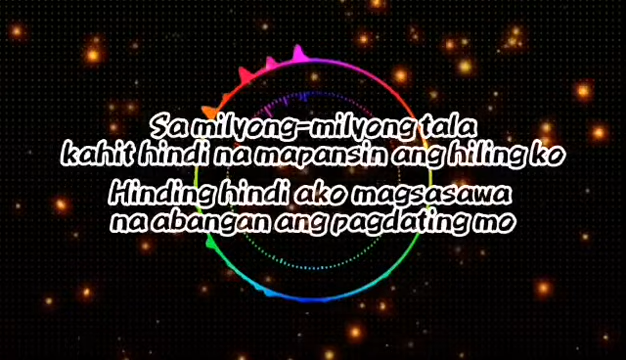 Sa milyong-milyong tala
kahit hindi na mapansin ang hiling ko
Hinding hindi ako magsasawa
na abangan ang pagdating mo